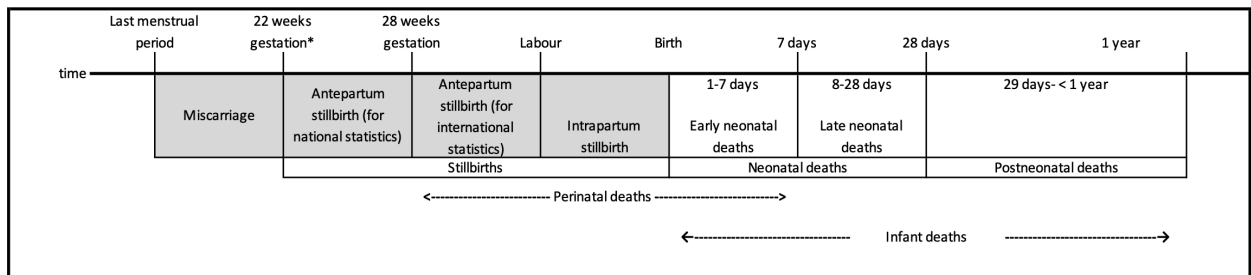 Last menstrual period
22 weeks gestation*
28 weeks gestation
Labour
Birth
7 days
28 days
1 year
time
Miscarriage
Antepartum
stillbirth (for
national statistics)
Antepartum
stillbirth (for
international
statistics)
Intrapartum
stillbirth
1-7 days
Early neonatal
deaths
8-28 days
Late neonatal
deaths
29 days- < 1 year
Stillbirths
Neonatal deaths
Postneonatal deaths
Perinatal deaths
Infant deaths